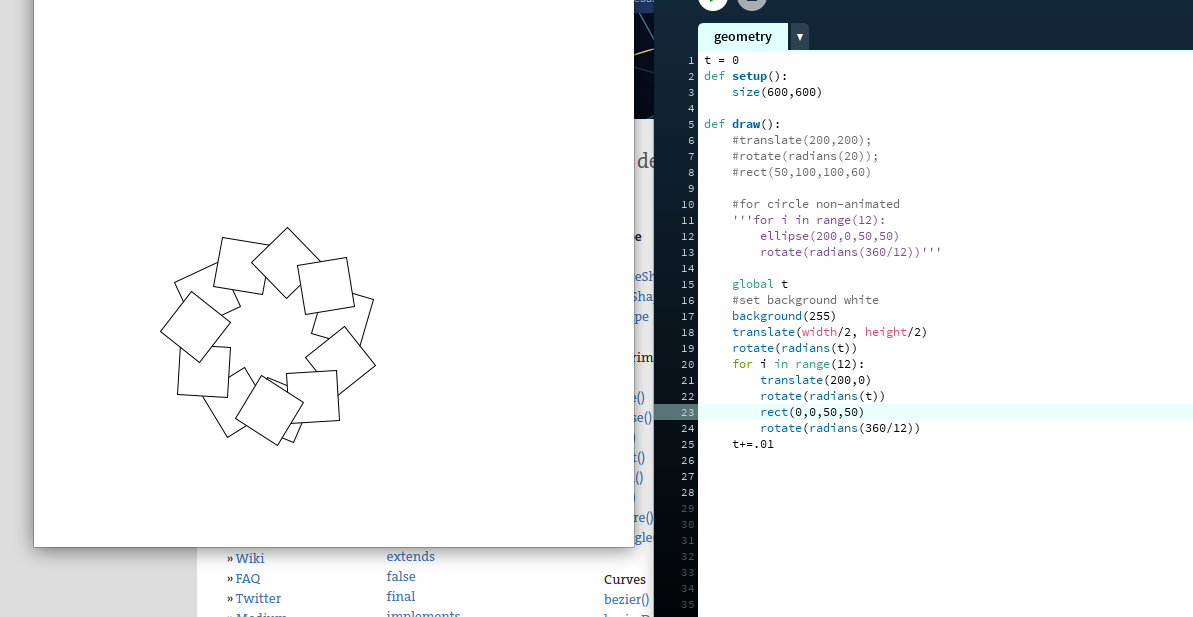 geometry
▼
1 t = 0
2 def setup():
3     size(600,600)
4
5 def draw():
6     #translate(200,200);
7     #rotate(radians(20));
8     #rect(50,100,100,60)
9
10     #for circle non-animated
11     '''for i in range(12):
12         ellipse(200,0,50,50)
13         rotate(radians(360/12))'''
14
15     global t
16     #set background white
17     background(255)
18     translate(width/2, height/2)
19     rotate(radians(t))
20     for i in range(12):
21         translate(200,0)
22         rotate(radians(t))
23         rect(0,0,50,50)
24         rotate(radians(360/12))
25     t+=.01
26
27
28
29
30
31
32
33
34
35
de
e
eSh
Sha
pe
rim
e()
se()
)
t()
()
)
re()
gle
» Wiki
» FAQ
» Twitter
» Medium
extends
false
final
implements
Curves
bezier()